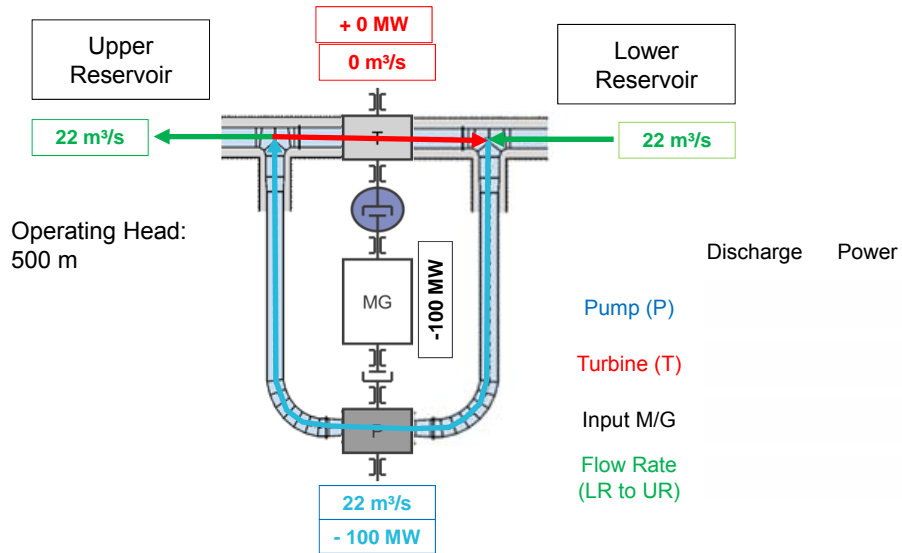 + 0 MW
0 m³/s
Upper
Reservoir
Lower
Reservoir
22 m³/s
T
22 m³/s
Operating Head:
500 m
MG
-100 MW
Discharge Power
Pump (P)
Turbine (T)
Input M/G
Flow Rate
(LR to UR)
P
22 m³/s
- 100 MW